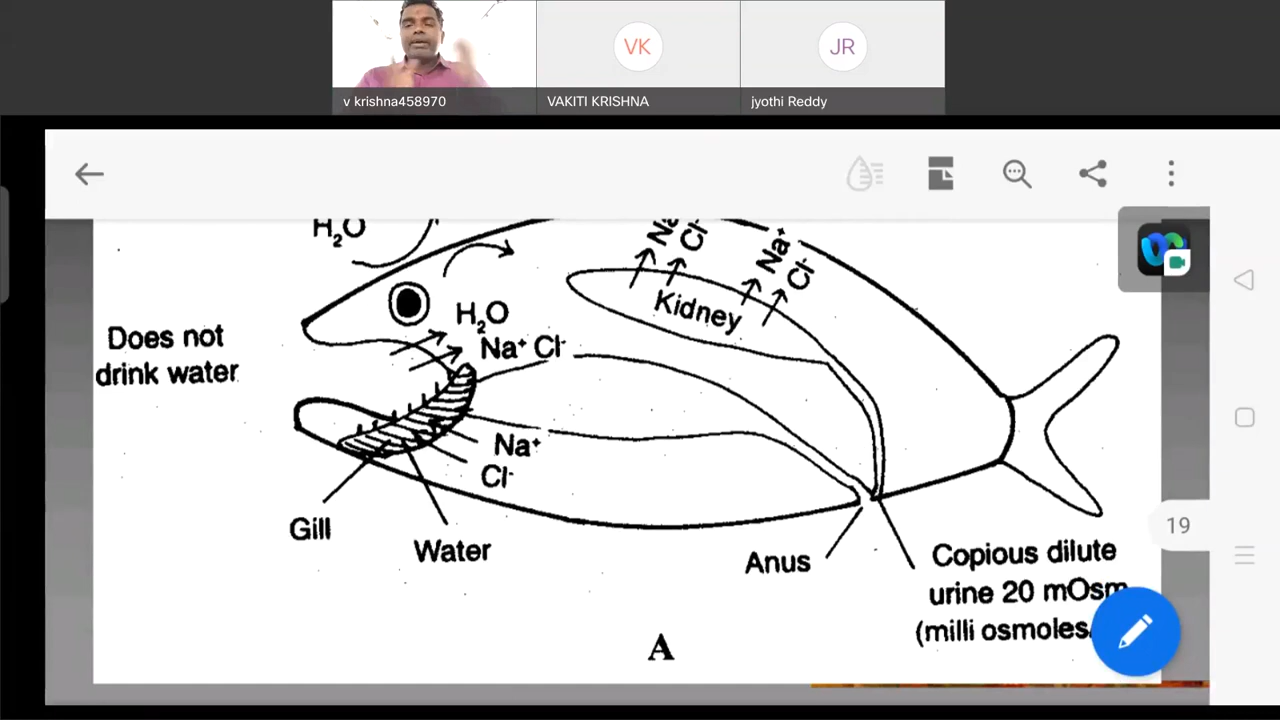 v krishna458970
VK
VAKITI KRISHNA
JR
jyothi Reddy
H₂O
Cl⁻
Na⁺
Cl⁻
Kidney
H₂O
Na⁺ Cl⁻
Does not
drink water
Na⁺
Cl⁻
Gill
Water
Anus
Copious dilute
urine 20 mOsm
(milli osmoles
A
19